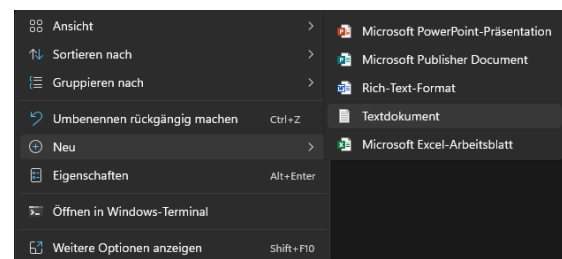 Ansicht
Sortieren nach
Gruppieren nach
Umbenennen rückgängig machen Ctrl+Z
Neu
Eigenschaften Alt+Enter
Öffnen in Windows-Terminal
Weitere Optionen anzeigen Shift+F10
Microsoft PowerPoint-Präsentation
Microsoft Publisher Document
Rich-Text-Format
Textdokument
Microsoft Excel-Arbeitsblatt